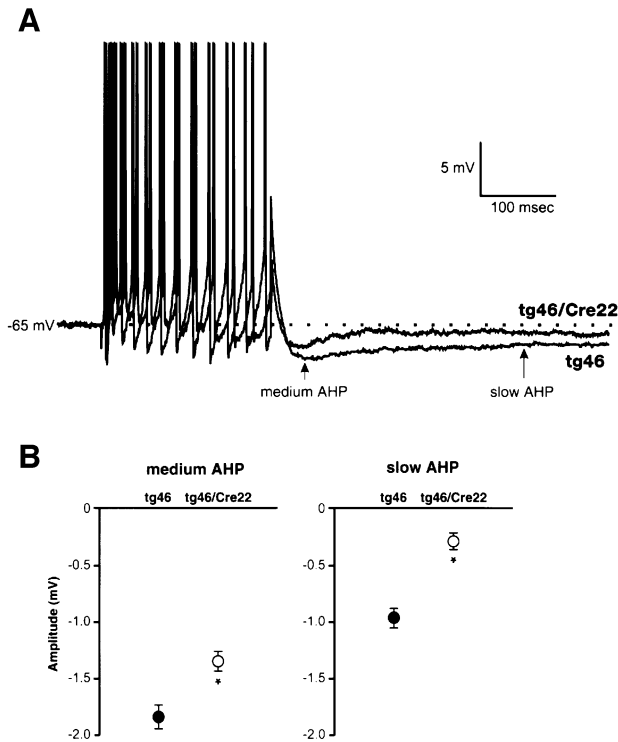 A
5 mV
100 msec
-65 mV
tg46/Cre22
tg46
medium AHP
slow AHP
B
medium AHP
slow AHP
tg46 tg46/Cre22
tg46 tg46/Cre22
Amplitude (mV)
0
-0.5
-1.0
-1.5
-2.0
*
0
-0.5
-1.0
-1.5
-2.0
*